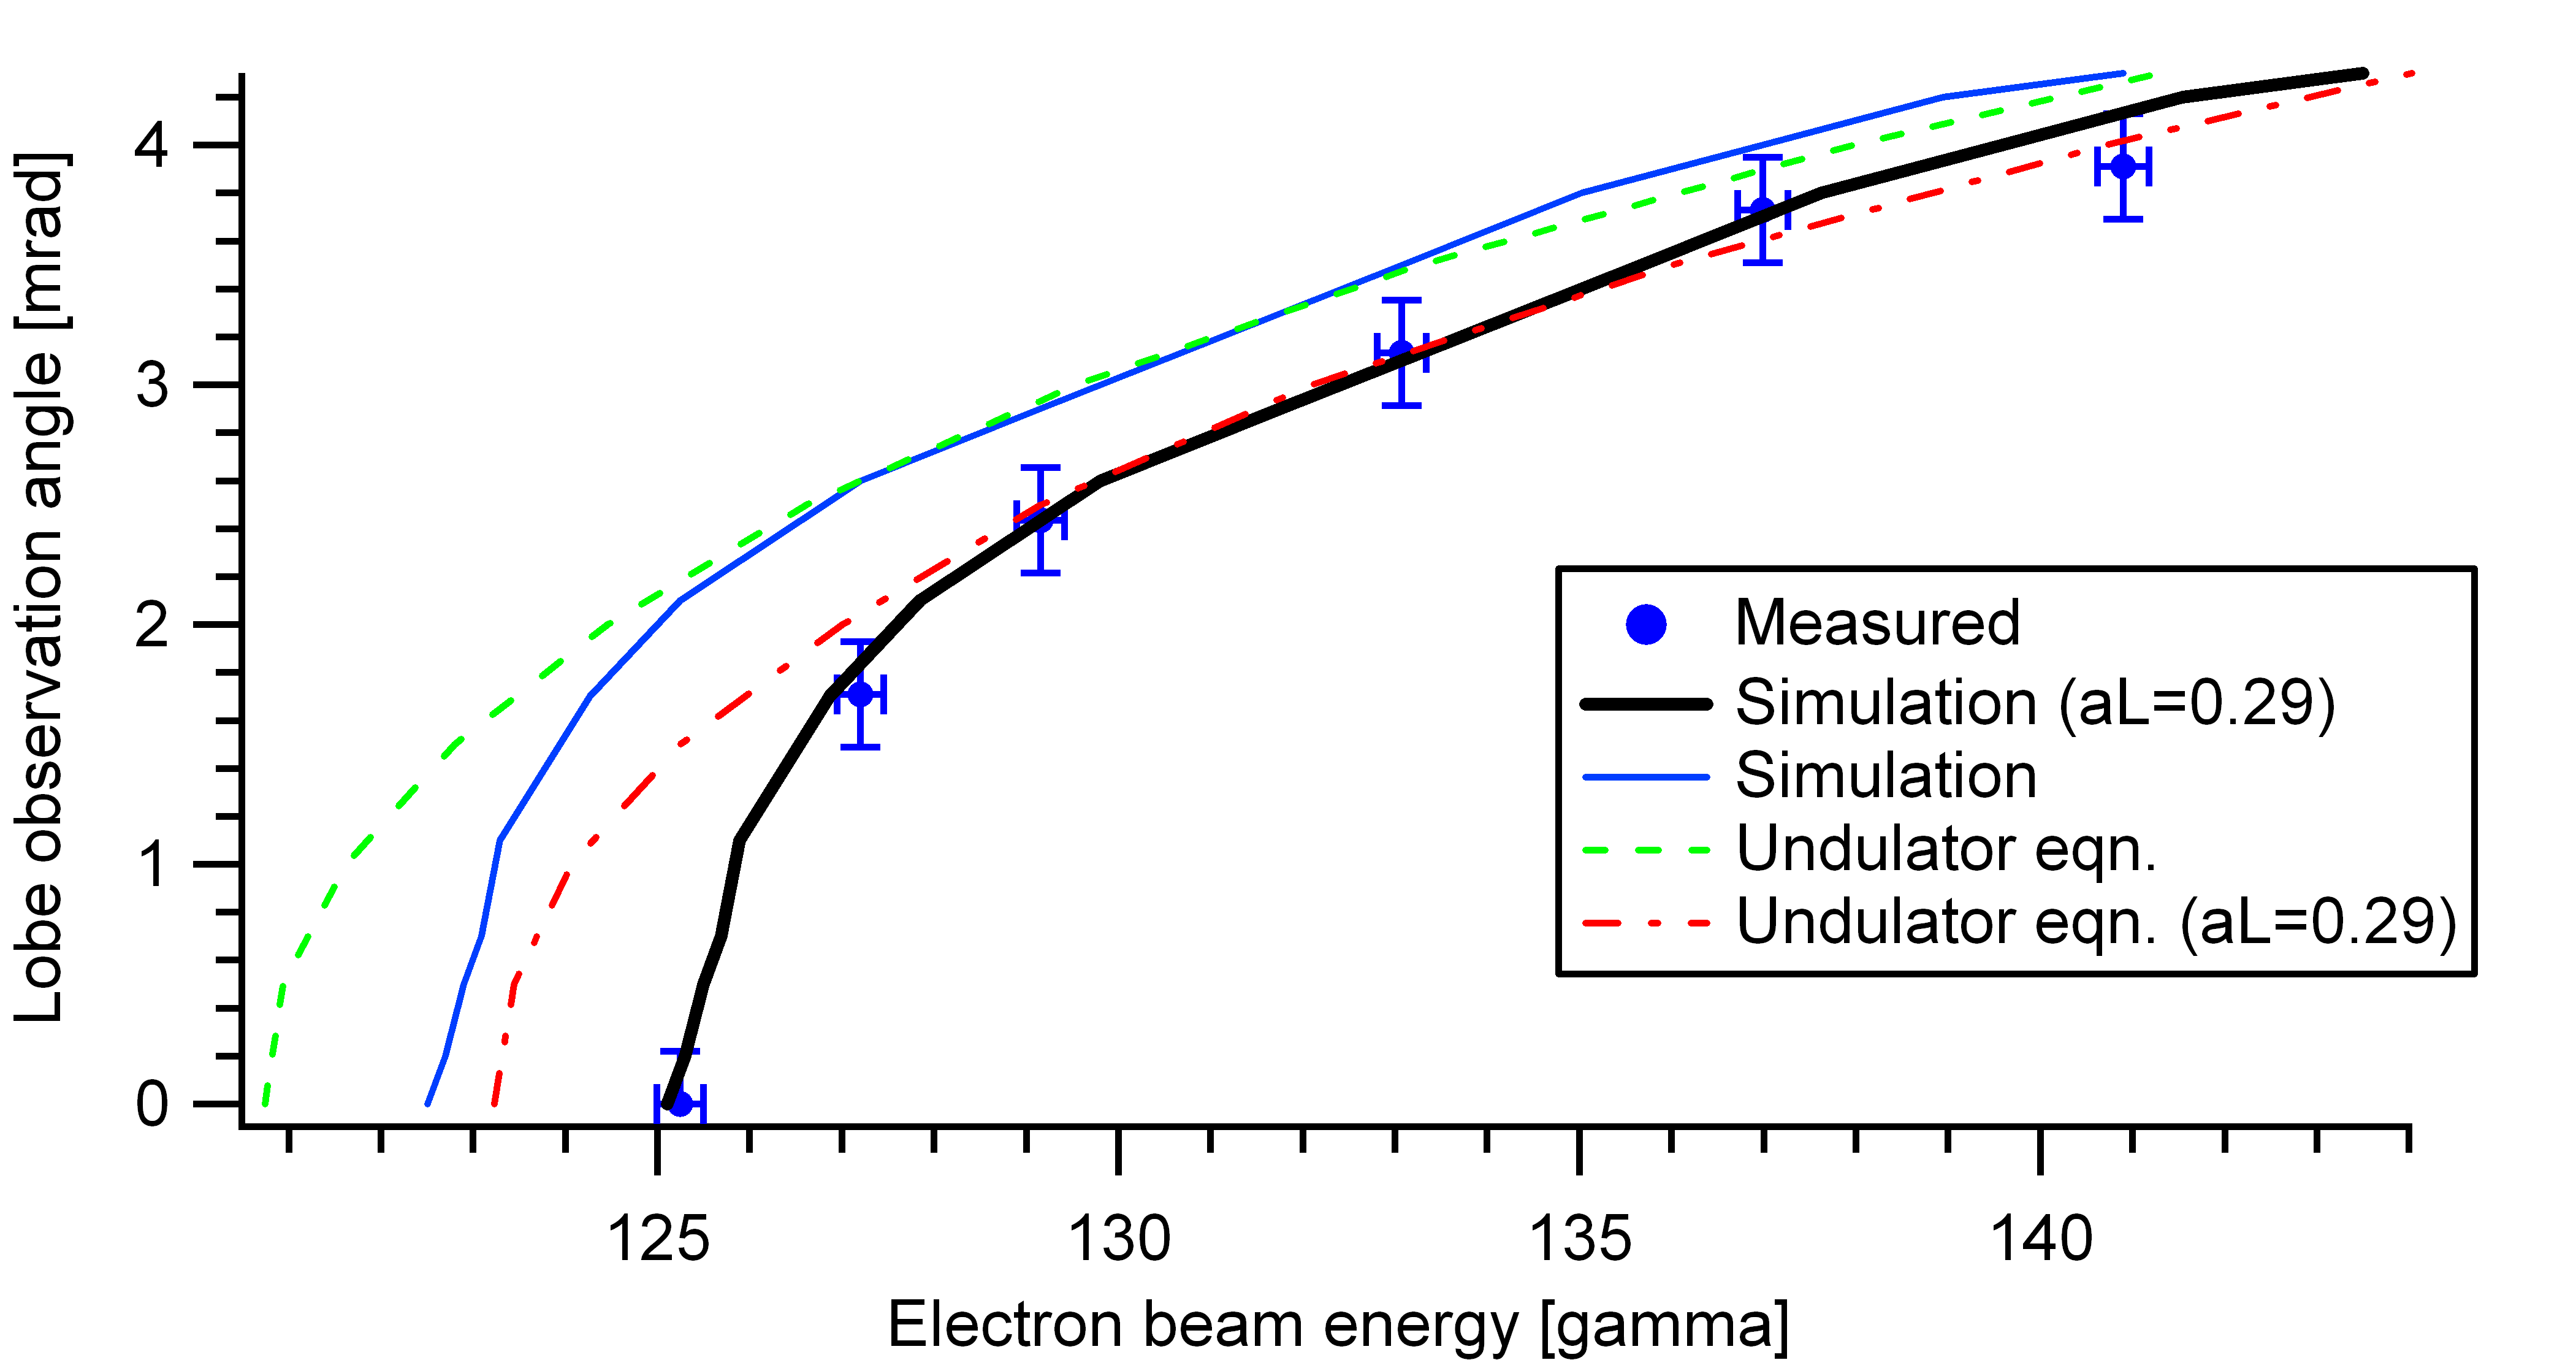 Lobe observation angle [mrad]
4
3
2
1
0
Measured
Simulation (aL=0.29)
Simulation
Undulator eqn.
Undulator eqn. (aL=0.29)
125 130 135 140
Electron beam energy [gamma]